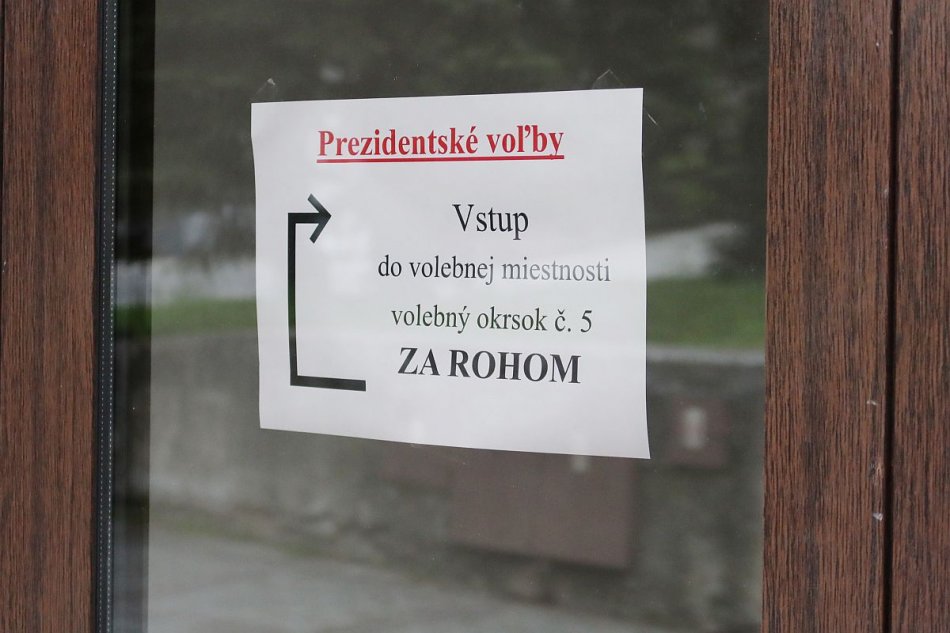 Prezidentské voľby
Vstup
do volebnej miestnosti
volebný okrsok č. 5
ZA ROHOM